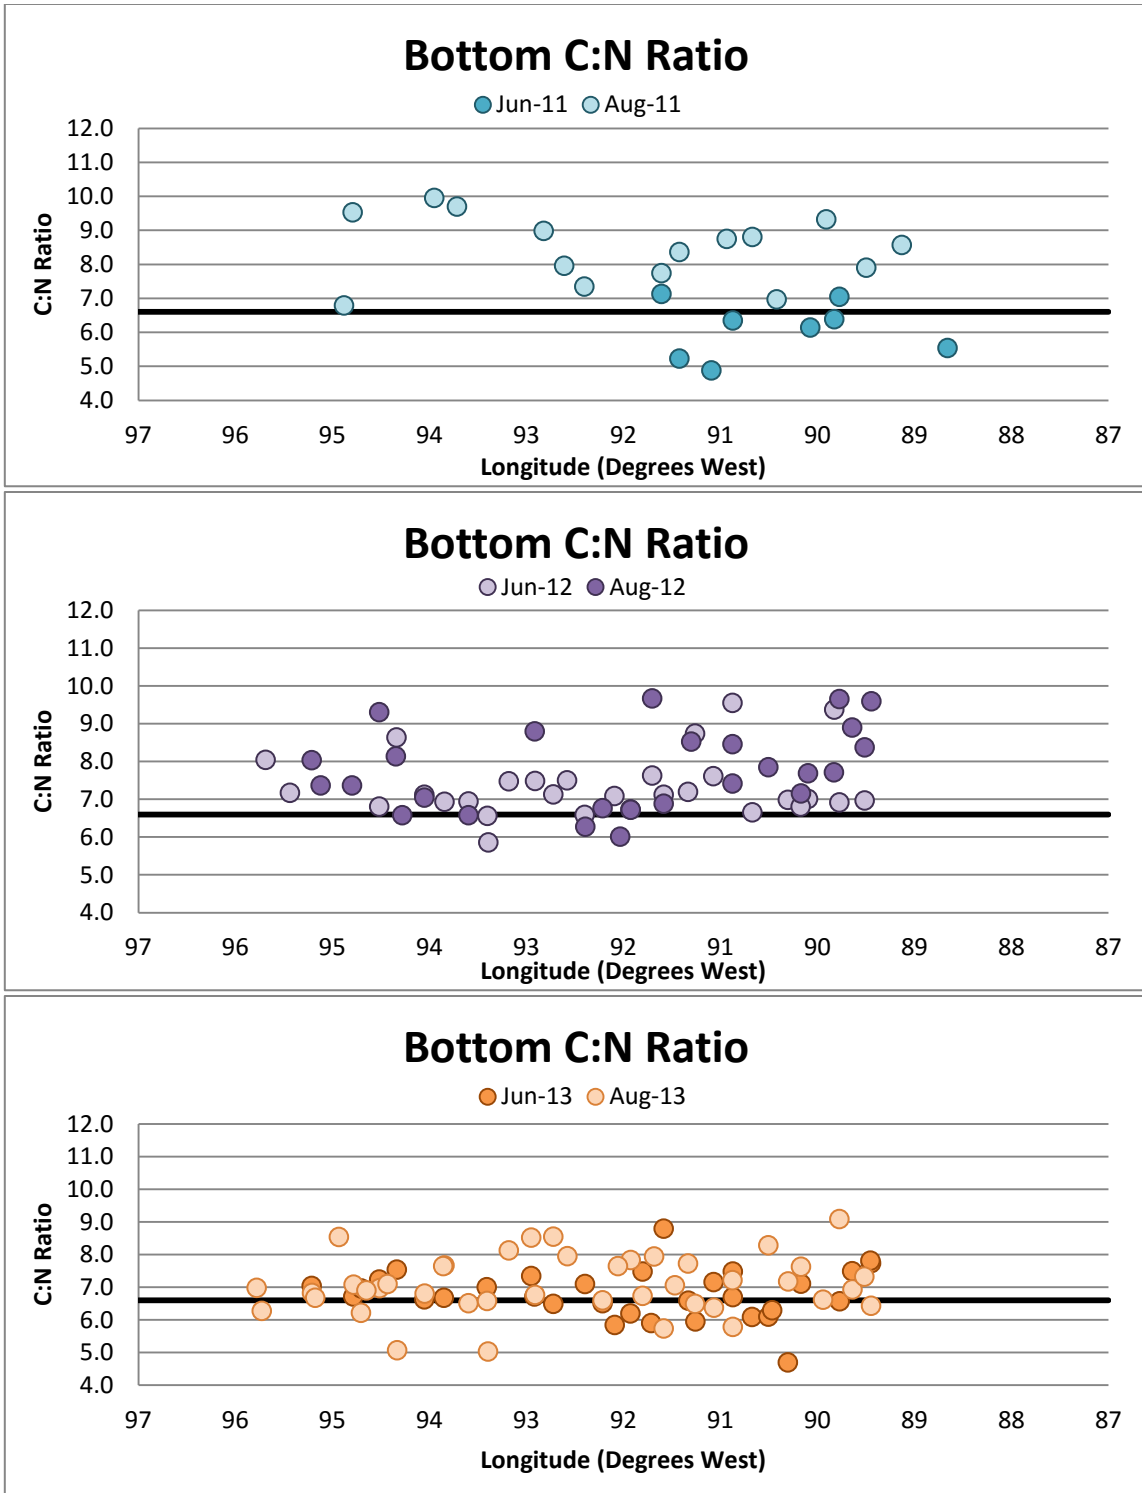 Bottom C:N Ratio
Jun-11 Aug-11
12.0
11.0
10.0
9.0
8.0
7.0
6.0
5.0
4.0
C:N Ratio
97 96 95 94 93 92 91 90 89 88 87
Longitude (Degrees West)
Bottom C:N Ratio
Jun-12 Aug-12
12.0
11.0
10.0
9.0
8.0
7.0
6.0
5.0
4.0
C:N Ratio
97 96 95 94 93 92 91 90 89 88 87
Longitude (Degrees West)
Bottom C:N Ratio
Jun-13 Aug-13
12.0
11.0
10.0
9.0
8.0
7.0
6.0
5.0
4.0
C:N Ratio
97 96 95 94 93 92 91 90 89 88 87
Longitude (Degrees West)